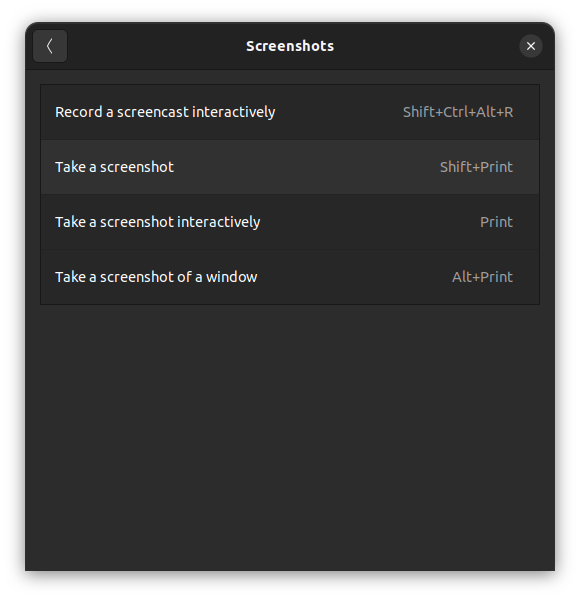 Screenshots
Record a screencast interactively Shift+Ctrl+Alt+R
Take a screenshot Shift+Print
Take a screenshot interactively Print
Take a screenshot of a window Alt+Print